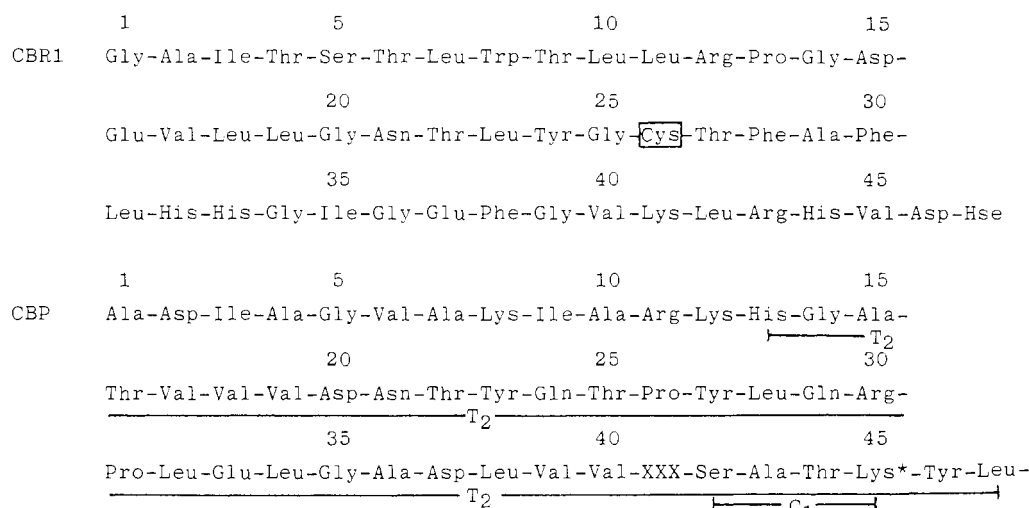 1 5 10 15
CBR1 Gly-Ala-Ile-Thr-Ser-Thr-Leu-Trp-Thr-Leu-Leu-Arg-Pro-Gly-Asp-
20 25 30
Glu-Val-Leu-Leu-Gly-Asn-Thr-Leu-Tyr-Gly-Cys-Thr-Phe-Ala-Phe-
35 40 45
Leu-His-His-Gly-Ile-Gly-Glu-Phe-Gly-Val-Lys-Leu-Arg-His-Val-Asp-Hse
1 5 10 15
CBP Ala-Asp-Ile-Ala-Gly-Val-Ala-Lys-Ile-Ala-Arg-Lys-His-Gly-Ala-
T2
20 25 30
Thr-Val-Val-Val-Asp-Asn-Thr-Tyr-Gln-Thr-Pro-Tyr-Leu-Gln-Arg-
T2
35 40 45
Pro-Leu-Glu-Leu-Gly-Ala-Asp-Leu-Val-Val-XXX-Ser-Ala-Thr-Lys*-Tyr-Leu-
T2